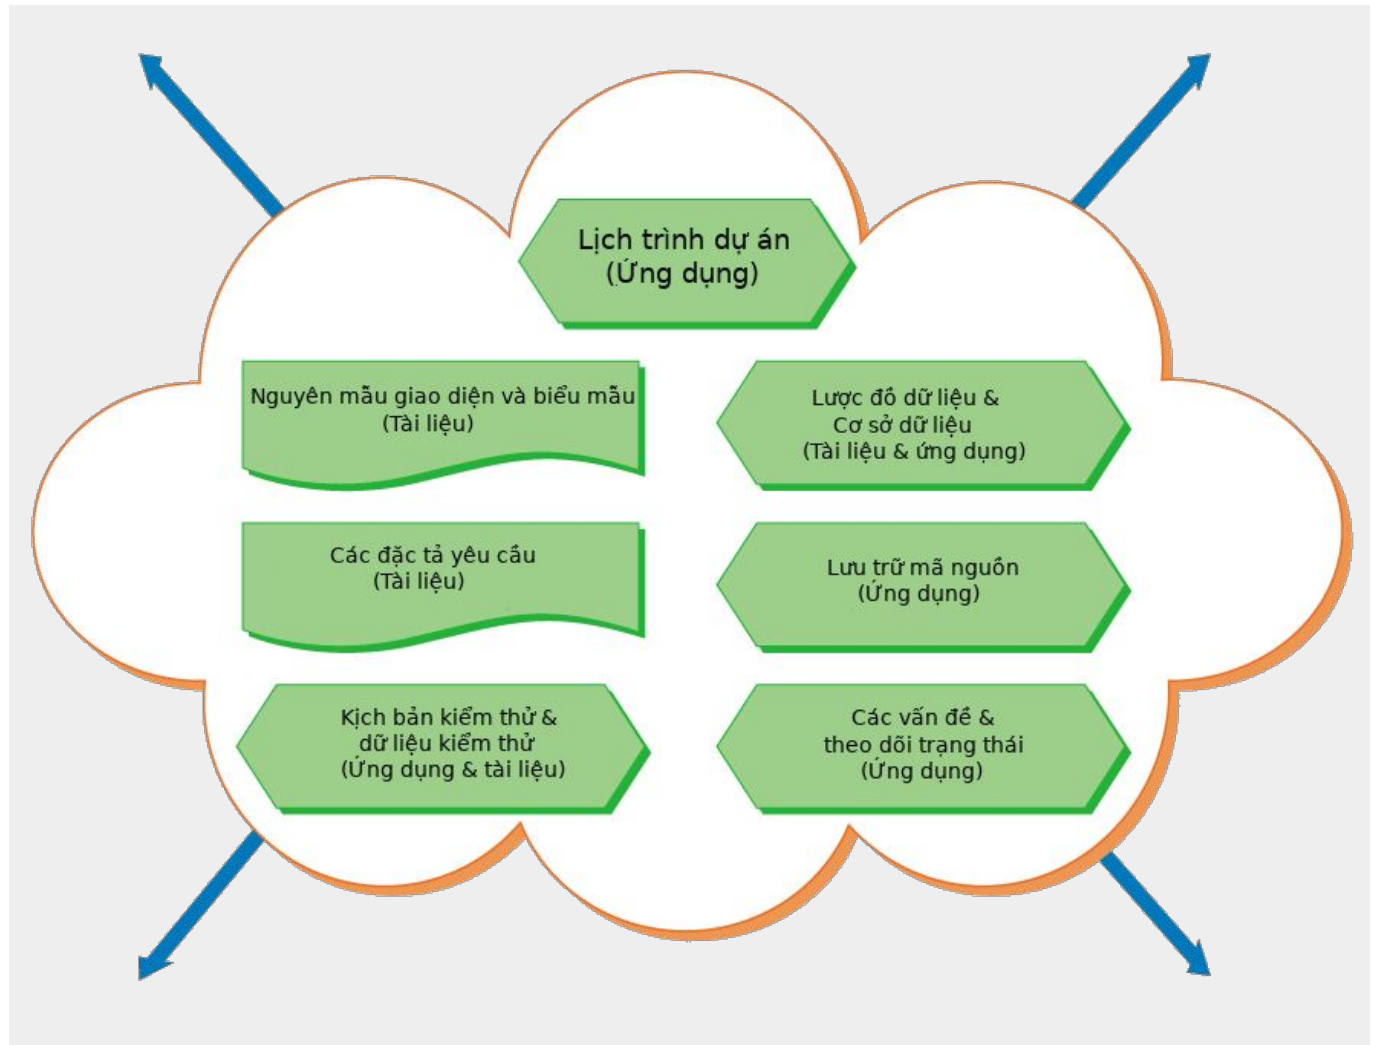 Lịch trình dự án
(Ứng dụng)
Nguyên mẫu giao diện và biểu mẫu
(Tài liệu)
Lược đồ dữ liệu &
Cơ sở dữ liệu
(Tài liệu & ứng dụng)
Các đặc tả yêu cầu
(Tài liệu)
Lưu trữ mã nguồn
(Ứng dụng)
Kịch bản kiểm thử &
dữ liệu kiểm thử
(Ứng dụng & tài liệu)
Các vấn đề &
theo dõi trạng thái
(Ứng dụng)